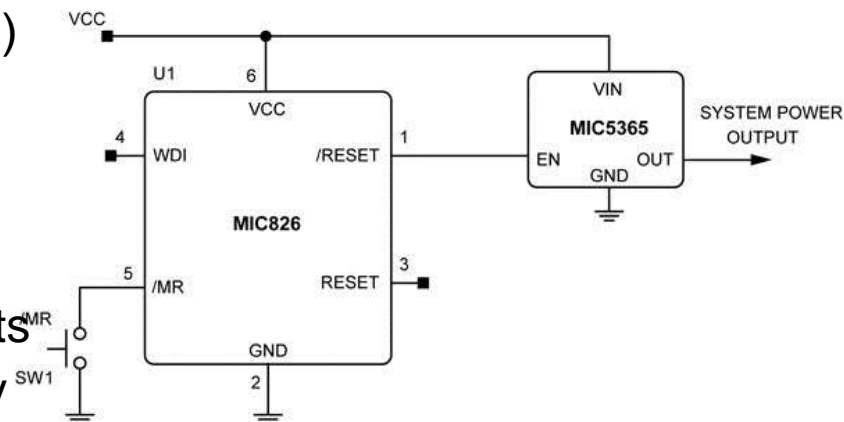 )
VCC
U1
6
VCC
VIN
MIC5365
SYSTEM POWER
OUTPUT
4
WDI
/RESET
1
EN
OUT
GND
MIC826
5
/MR
RESET
3
ts
/MR
GND
2
y
SW1